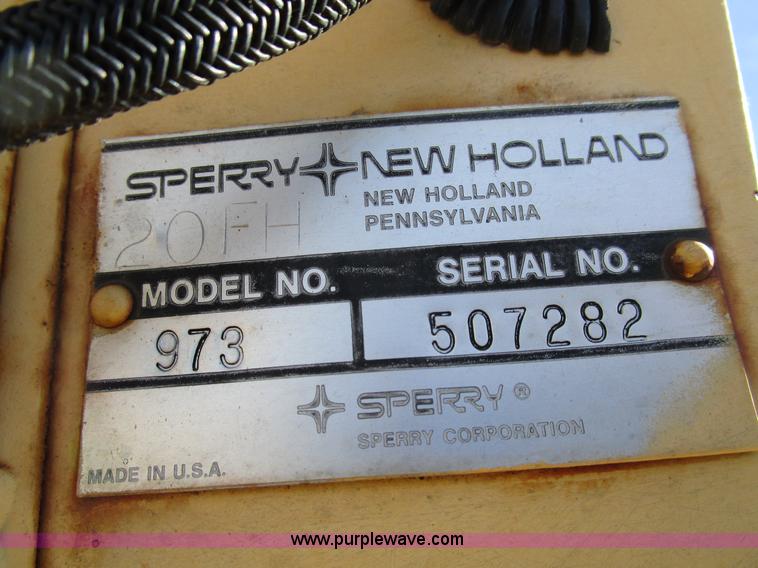 SPERRY NEW HOLLAND
NEW HOLLAND
PENNSYLVANIA
20FH
MODEL NO. SERIAL NO.
973 507282
SPERRY ®
SPERRY CORPORATION
MADE IN U.S.A.
www.purplewave.com